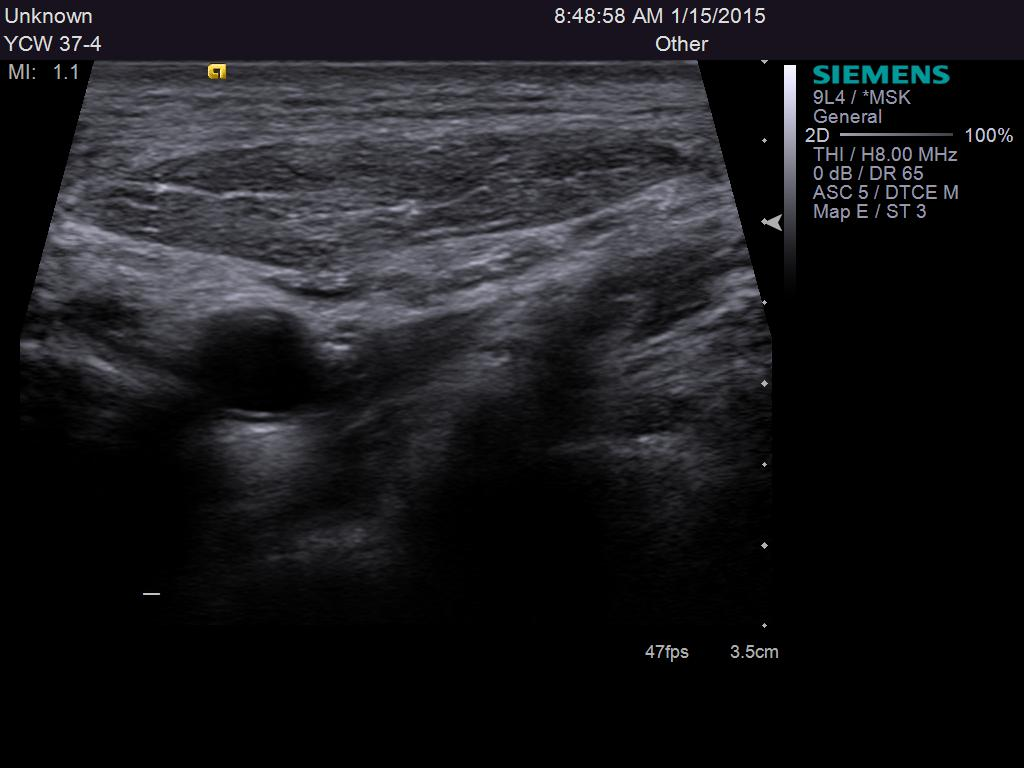 Unknown
8:48:58 AM 1/15/2015
YCW 37-4
Other
MI: 1.1
SIEMENS
9L4 / *MSK
General
2D 100%
THI / H8.00 MHz
0 dB / DR 65
ASC 5 / DTCE M
Map E / ST 3
47fps 3.5cm